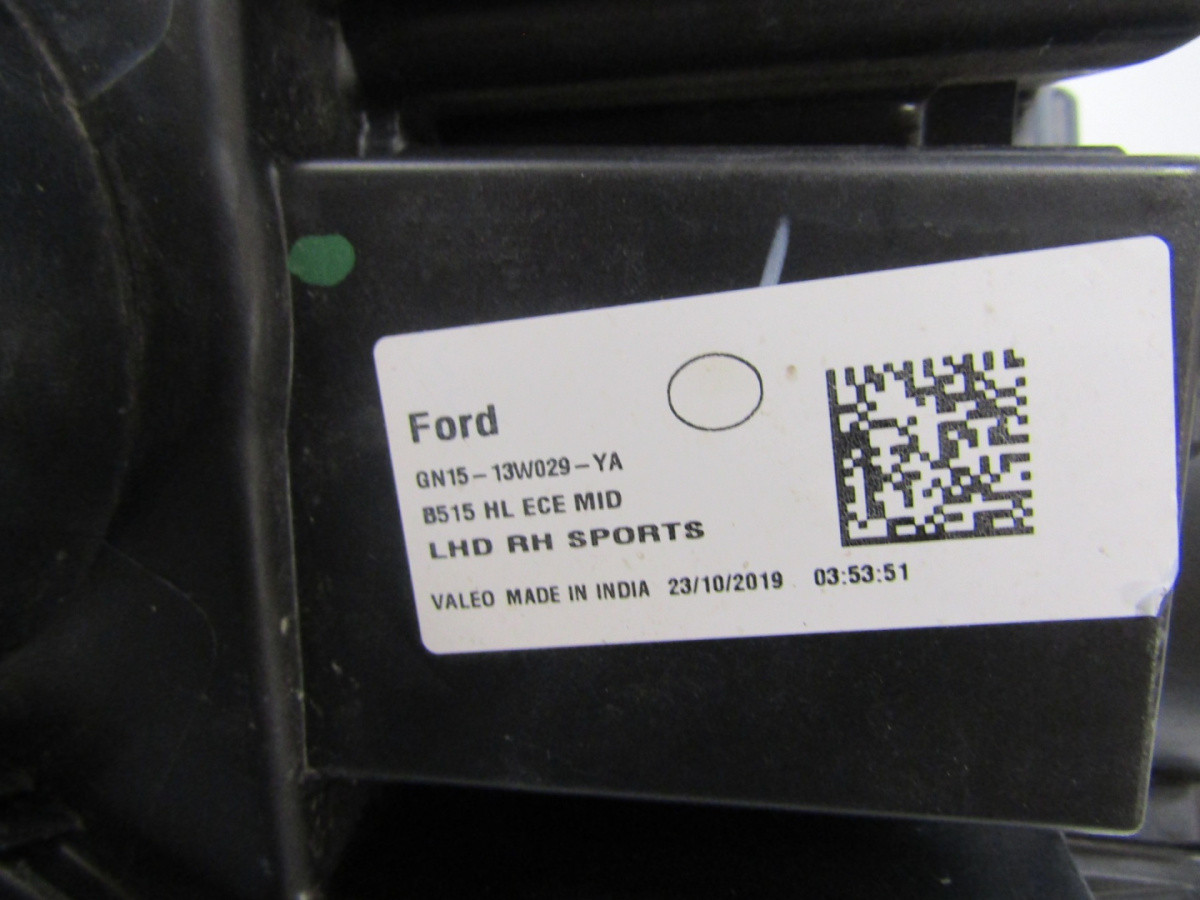 Ford
GN15-13W029-YA
B515 HL ECE MID
LHD RH SPORTS
VALEO MADE IN INDIA 23/10/2019 03:53:51